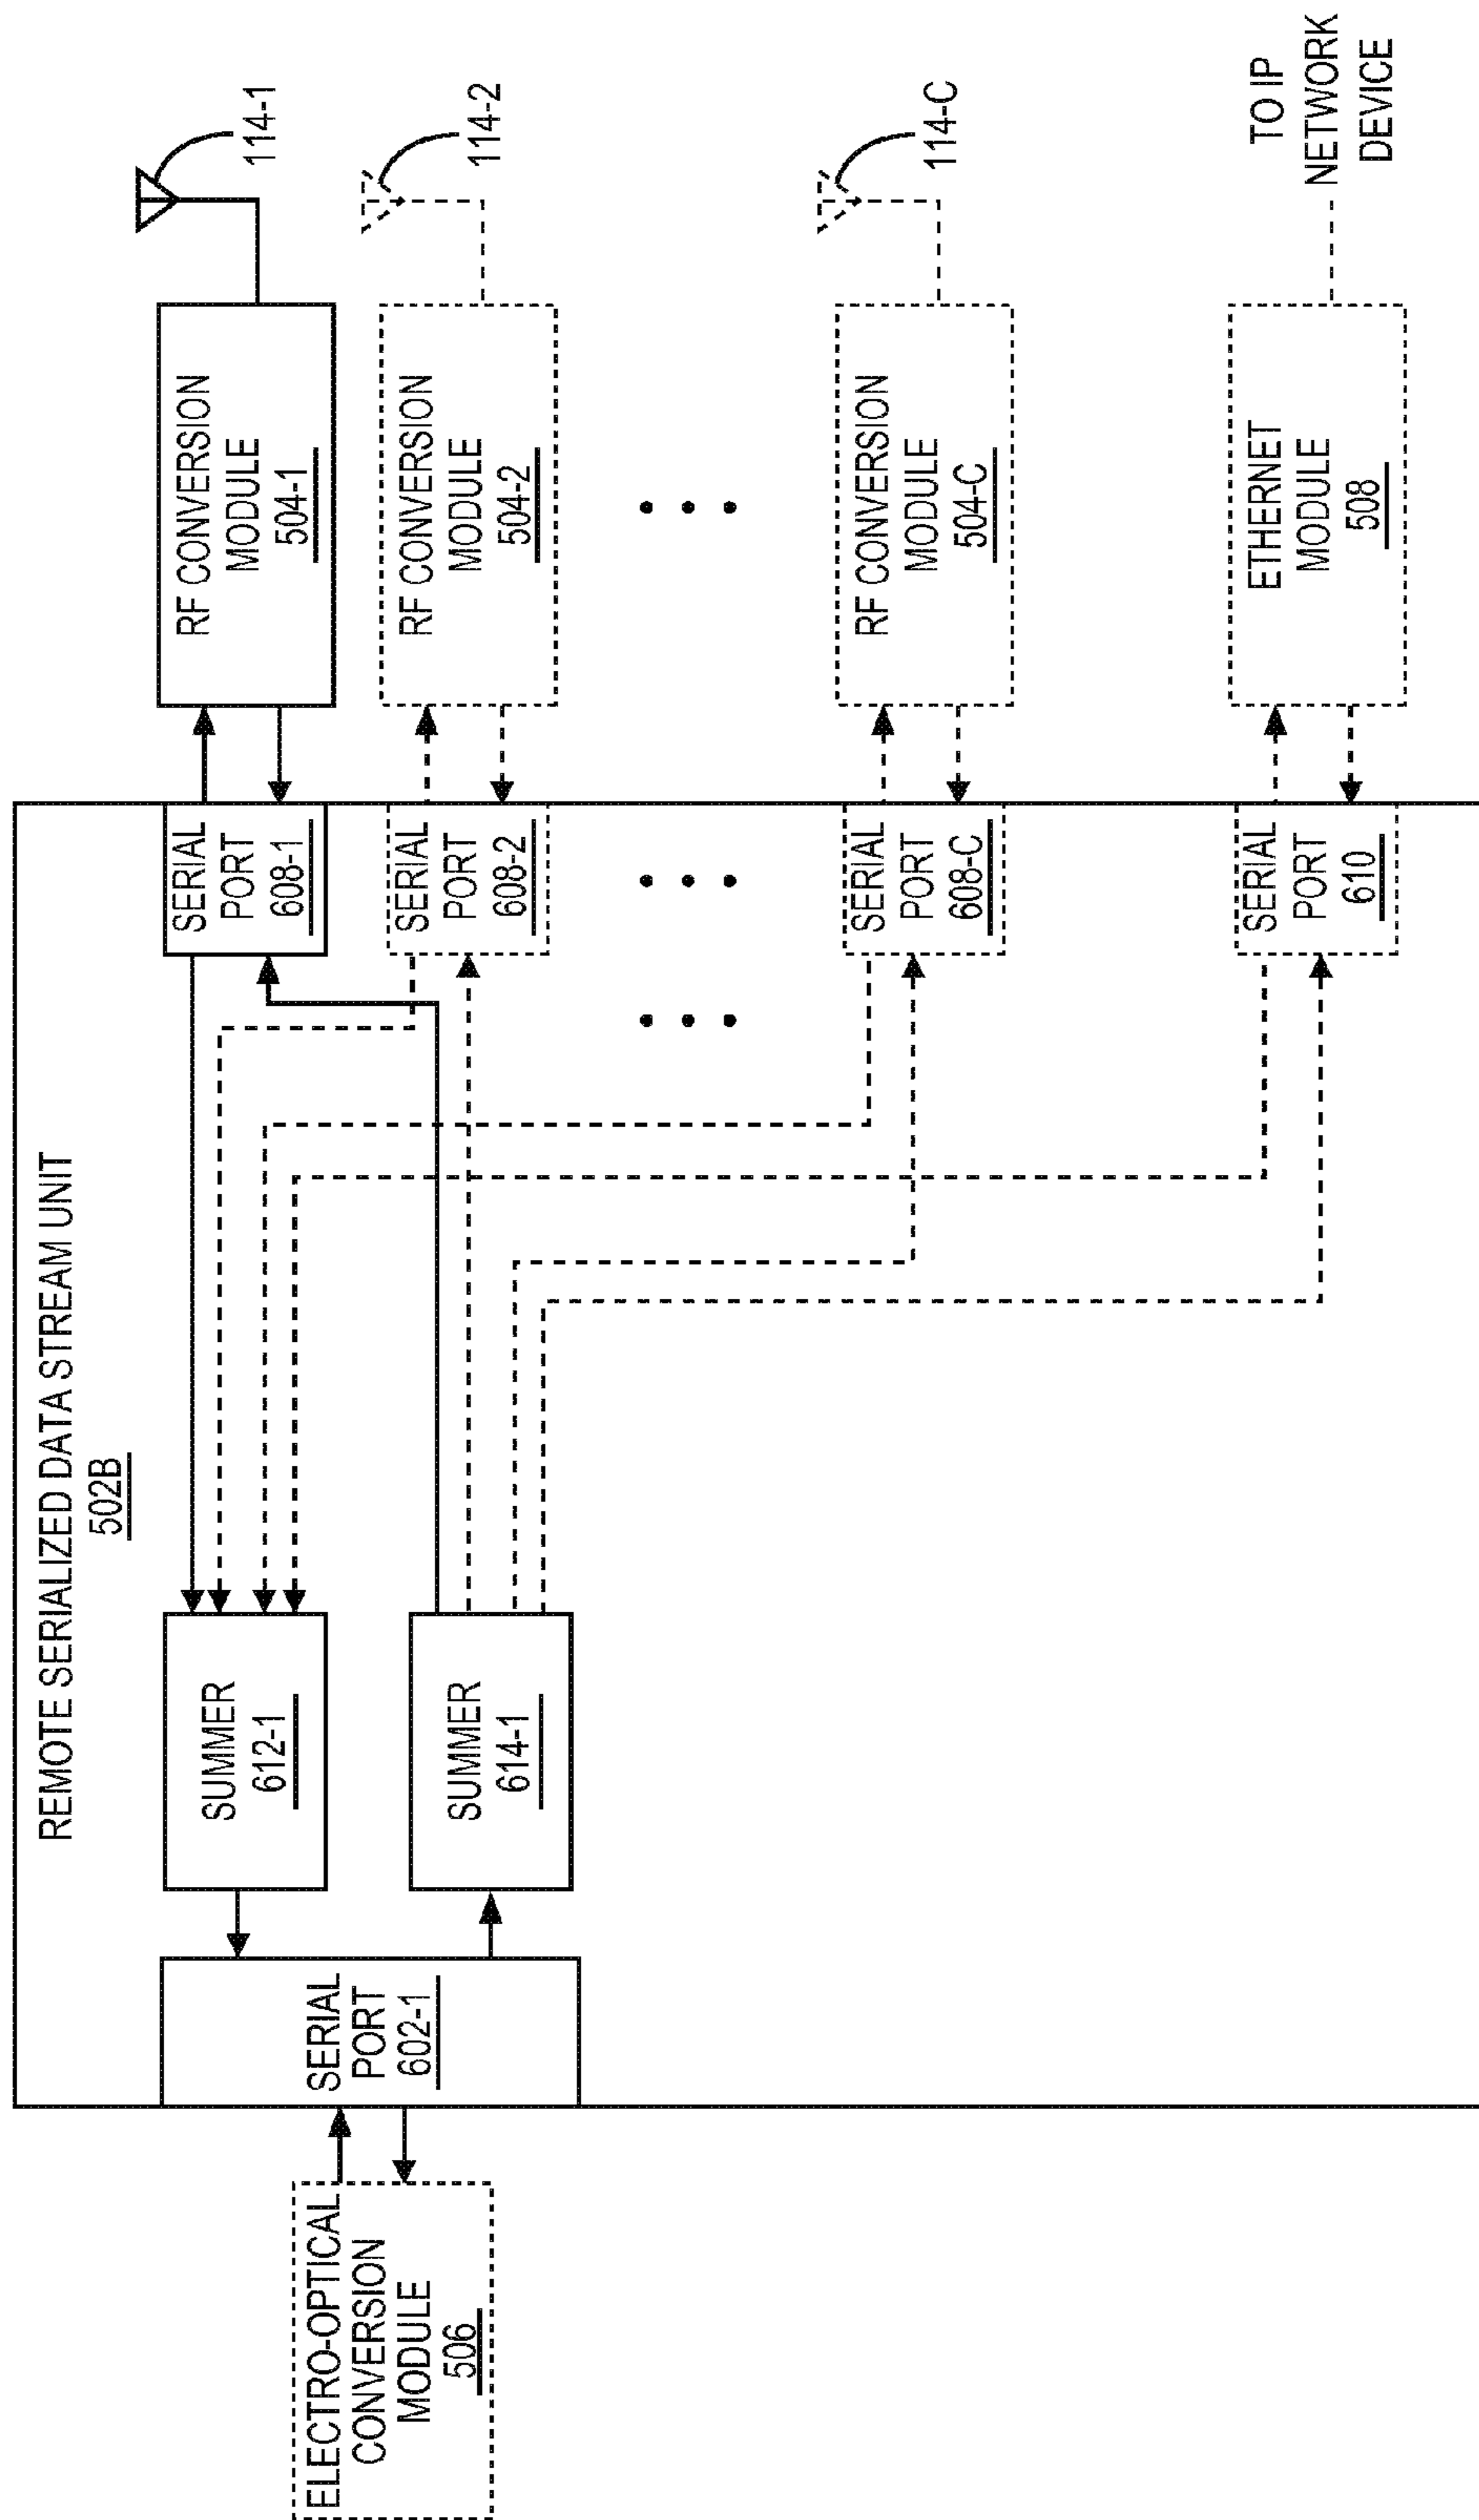 REMOTE SERIALIZED DATA STREAM UNIT
502B
ELECTRO-OPTICAL
CONVERSION
MODULE
506
SERIAL
PORT
602-1
SUMMER
612-1
SUMMER
614-1
SERIAL
PORT
608-1
SERIAL
PORT
608-2
SERIAL
PORT
608-C
SERIAL
PORT
610
RF CONVERSION
MODULE
504-1
RF CONVERSION
MODULE
504-2
RF CONVERSION
MODULE
504-C
ETHERNET
MODULE
508
114-1
114-2
114-C
TO IP
NETWORK
DEVICE